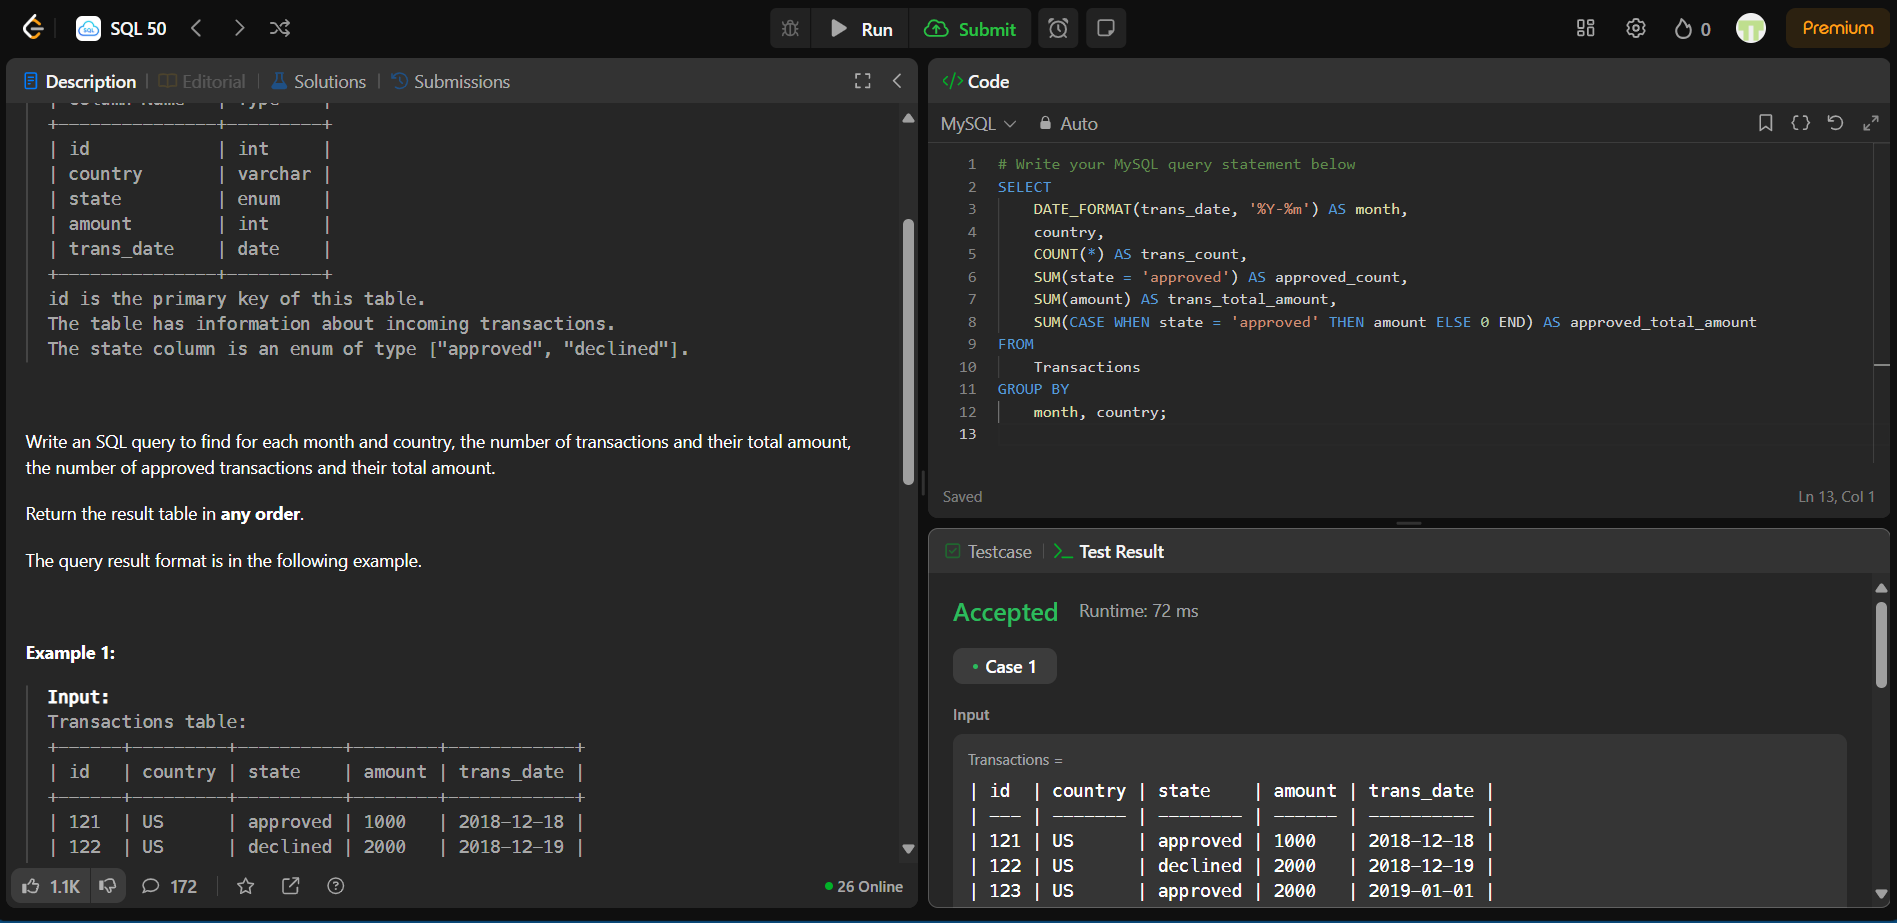 SQL 50
Run
Submit
0
Premium
Description
Editorial
Solutions
Submissions
| Column Name | Type |
+---------------+---------+
| id | int |
| country | varchar |
| state | enum |
| amount | int |
| trans_date | date |
+---------------+---------+
id is the primary key of this table.
The table has information about incoming transactions.
The state column is an enum of type ["approved", "declined"].
Write an SQL query to find for each month and country, the number of transactions and their total amount,
the number of approved transactions and their total amount.
Return the result table in any order.
The query result format is in the following example.
Example 1:
Input:
Transactions table:
+------+---------+----------+--------+------------+
| id | country | state | amount | trans_date |
+------+---------+----------+--------+------------+
| 121 | US | approved | 1000 | 2018-12-18 |
| 122 | US | declined | 2000 | 2018-12-19 |
1.1K
172
26 Online
</> Code
MySQL
Auto
1 # Write your MySQL query statement below
2 SELECT
3 DATE_FORMAT(trans_date, '%Y-%m') AS month,
4 country,
5 COUNT(*) AS trans_count,
6 SUM(state = 'approved') AS approved_count,
7 SUM(amount) AS trans_total_amount,
8 SUM(CASE WHEN state = 'approved' THEN amount ELSE 0 END) AS approved_total_amount
9 FROM
10 Transactions
11 GROUP BY
12 month, country;
13
Saved
Ln 13, Col 1
Testcase
>_ Test Result
Accepted
Runtime: 72 ms
• Case 1
Input
Transactions =
| id | country | state | amount | trans_date |
| --- | ------- | -------- | ------ | ---------- |
| 121 | US | approved | 1000 | 2018-12-18 |
| 122 | US | declined | 2000 | 2018-12-19 |
| 123 | US | approved | 2000 | 2019-01-01 |